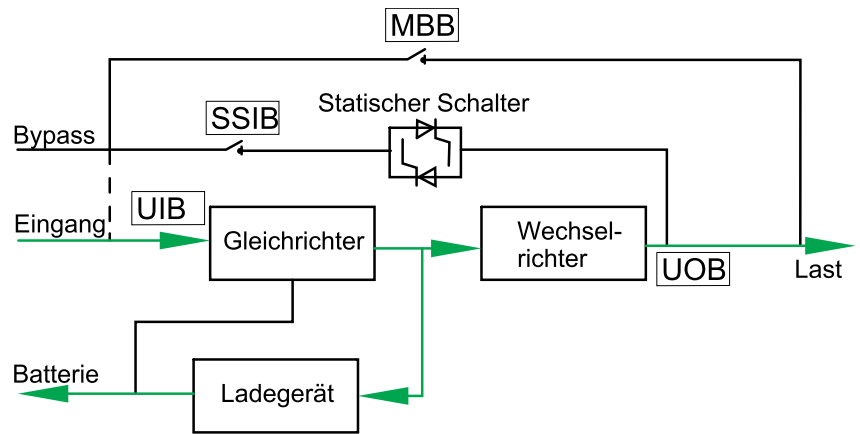 MBB
Statischer Schalter
SSIB
Bypass
UIB
Eingang
Gleichrichter
Wechsel-
richter
UOB
Last
Batterie
Ladegerät